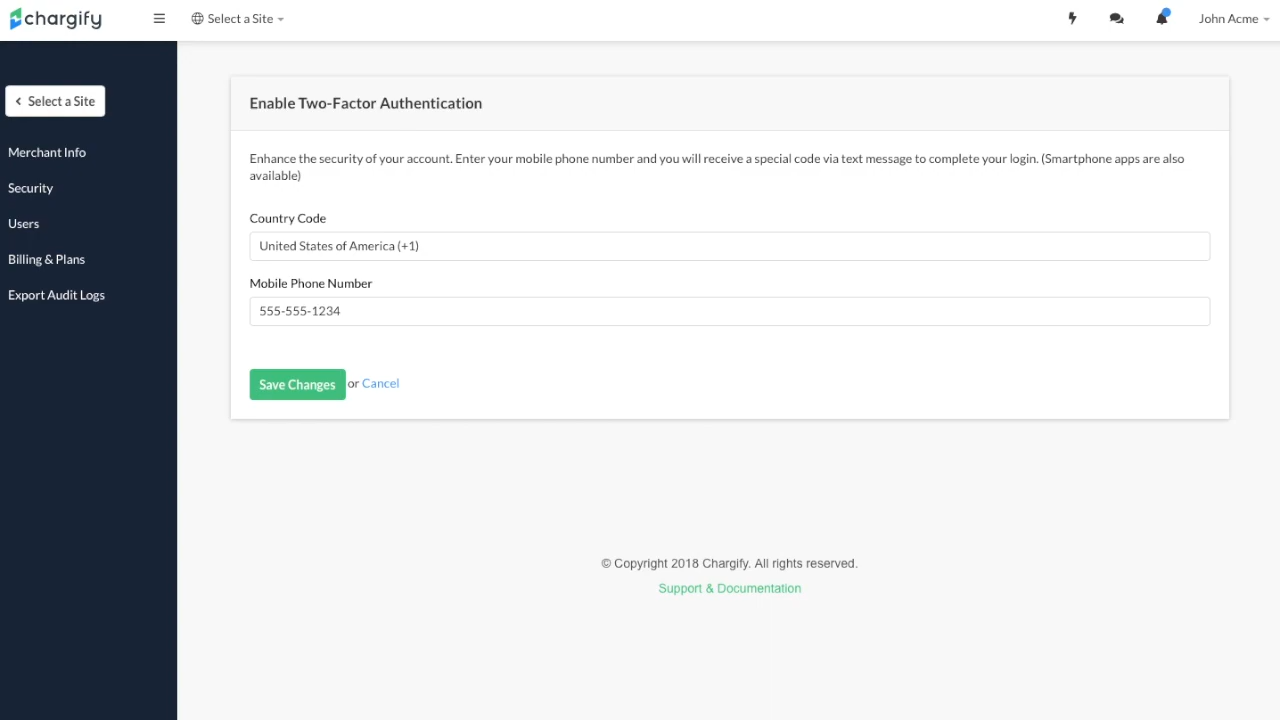 chargify
Select a Site
John Acme
Select a Site
Merchant Info
Security
Users
Billing & Plans
Export Audit Logs
Enable Two-Factor Authentication
Enhance the security of your account. Enter your mobile phone number and you will receive a special code via text message to complete your login. (Smartphone apps are also
available)
Country Code
United States of America (+1)
Mobile Phone Number
555-555-1234
Save Changes or Cancel
© Copyright 2018 Chargify. All rights reserved.
Support & Documentation